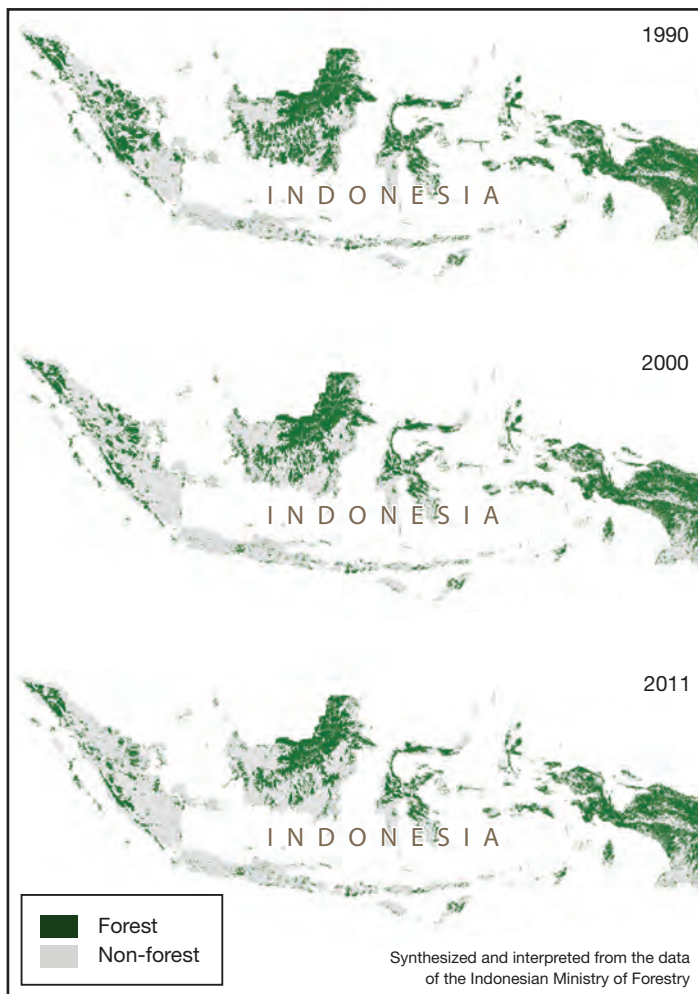 1990
INDONESIA
2000
INDONESIA
2011
INDONESIA
Forest
Non-forest
Synthesized and interpreted from the data
of the Indonesian Ministry of Forestry